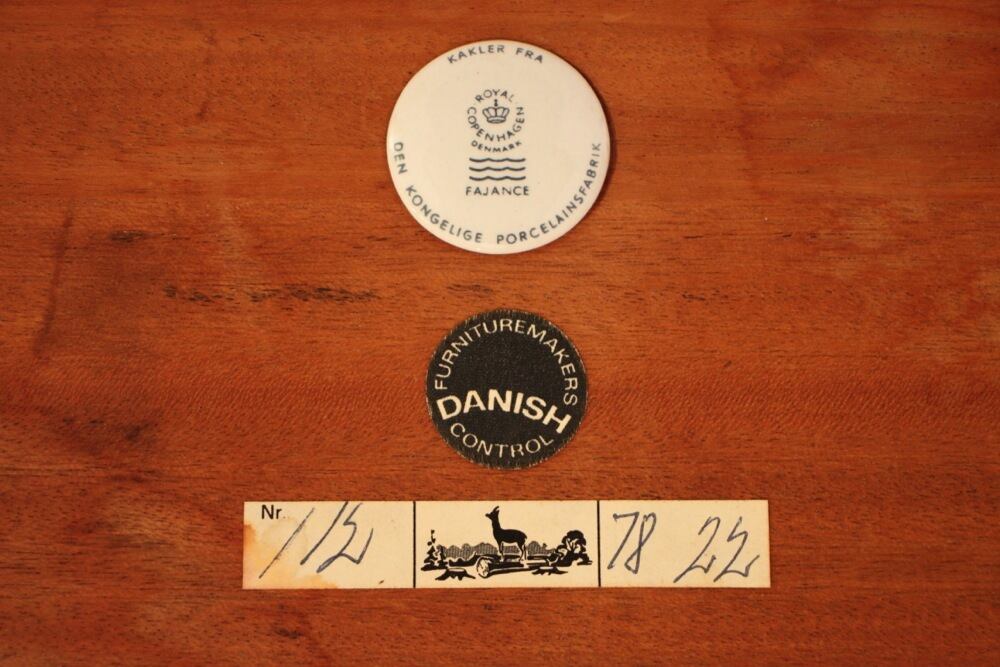 KAKLER FRA
ROYAL
COPENHAGEN
DENMARK
FAJANCE
DEN KONGELIGE PORCELAINSFABRIK
FURNITUREMAKERS
DANISH
CONTROL
Nr. 112 78 22